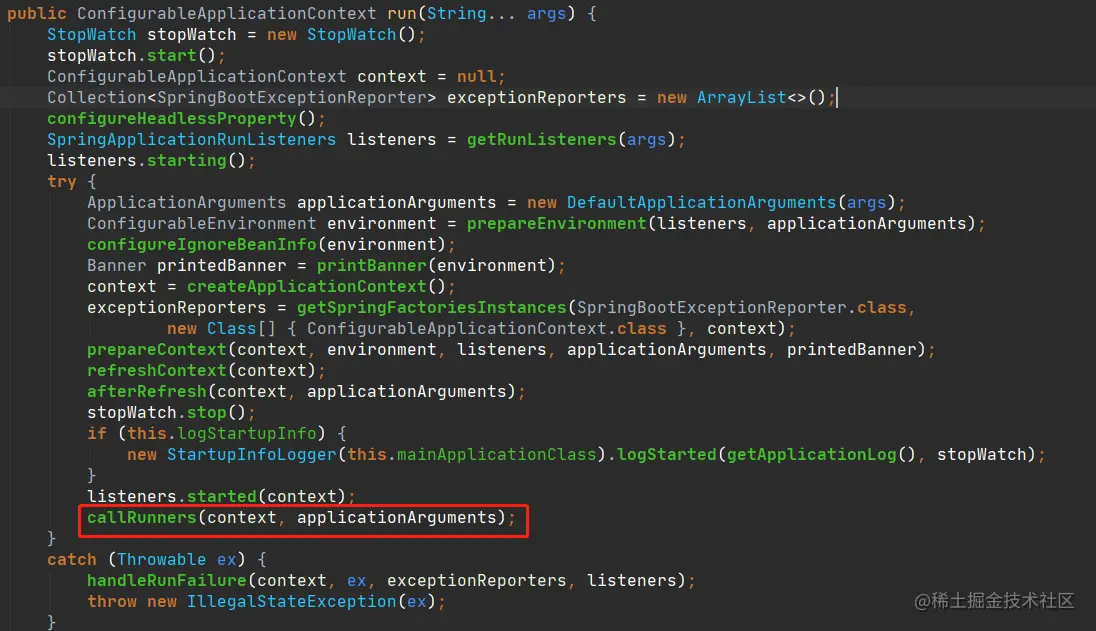 public ConfigurableApplicationContext run(String... args) {
    StopWatch stopWatch = new StopWatch();
    stopWatch.start();
    ConfigurableApplicationContext context = null;
    Collection<SpringBootExceptionReporter> exceptionReporters = new ArrayList<>();
    configureHeadlessProperty();
    SpringApplicationRunListeners listeners = getRunListeners(args);
    listeners.starting();
    try {
        ApplicationArguments applicationArguments = new DefaultApplicationArguments(args);
        ConfigurableEnvironment environment = prepareEnvironment(listeners, applicationArguments);
        configureIgnoreBeanInfo(environment);
        Banner printedBanner = printBanner(environment);
        context = createApplicationContext();
        exceptionReporters = getSpringFactoriesInstances(SpringBootExceptionReporter.class,
                new Class[] { ConfigurableApplicationContext.class }, context);
        prepareContext(context, environment, listeners, applicationArguments, printedBanner);
        refreshContext(context);
        afterRefresh(context, applicationArguments);
        stopWatch.stop();
        if (this.logStartupInfo) {
            new StartupInfoLogger(this.mainApplicationClass).logStarted(getApplicationLog(), stopWatch);
        }
        listeners.started(context);
        callRunners(context, applicationArguments);
    }
    catch (Throwable ex) {
        handleRunFailure(context, ex, exceptionReporters, listeners);
        throw new IllegalStateException(ex);
    }
@稀土掘金技术社区